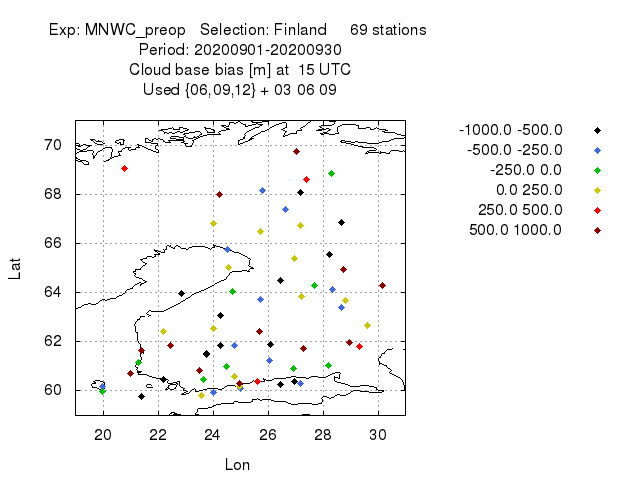 Exp: MNWC_preop Selection: Finland 69 stations
Period: 20200901-20200930
Cloud base bias [m] at 15 UTC
Used {06,09,12} + 03 06 09
-1000.0 -500.0
-500.0 -250.0
-250.0 0.0
0.0 250.0
250.0 500.0
500.0 1000.0
70
68
66
64
62
60
Lat
20 22 24 26 28 30
Lon